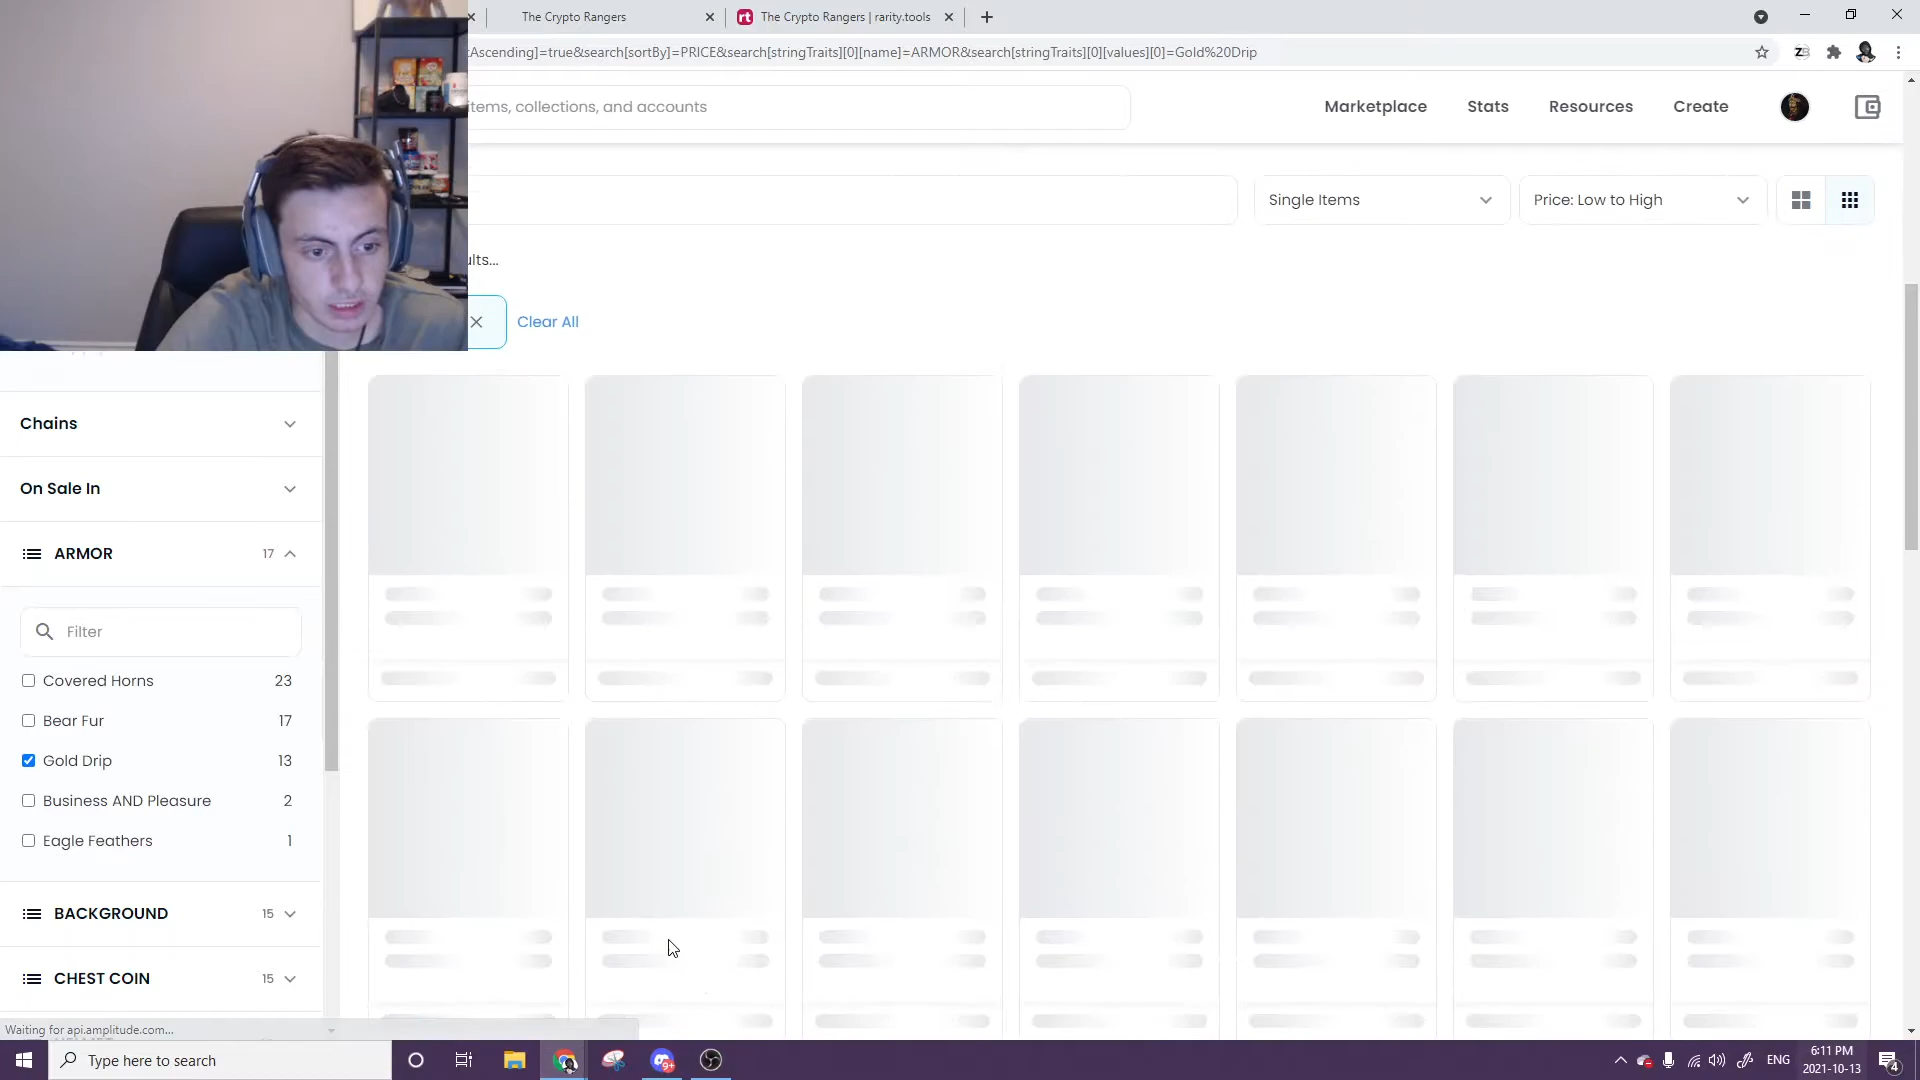 The Crypto Rangers
The Crypto Rangers | rarity.tools
tAscending]=true&search[sortBy]=PRICE&search[stringTraits][0][name]=ARMOR&search[stringTraits][0][values][0]=Gold%20Drip
items, collections, and accounts
Marketplace
Stats
Resources
Create
Single Items
Price: Low to High
ults...
Clear All
Chains
On Sale In
ARMOR 17
Filter
Covered Horns 23
Bear Fur 17
Gold Drip 13
Business AND Pleasure 2
Eagle Feathers 1
BACKGROUND 15
CHEST COIN 15
Waiting for api.amplitude.com...
Type here to search
9+
ENG
6:11 PM
2021-10-13
4